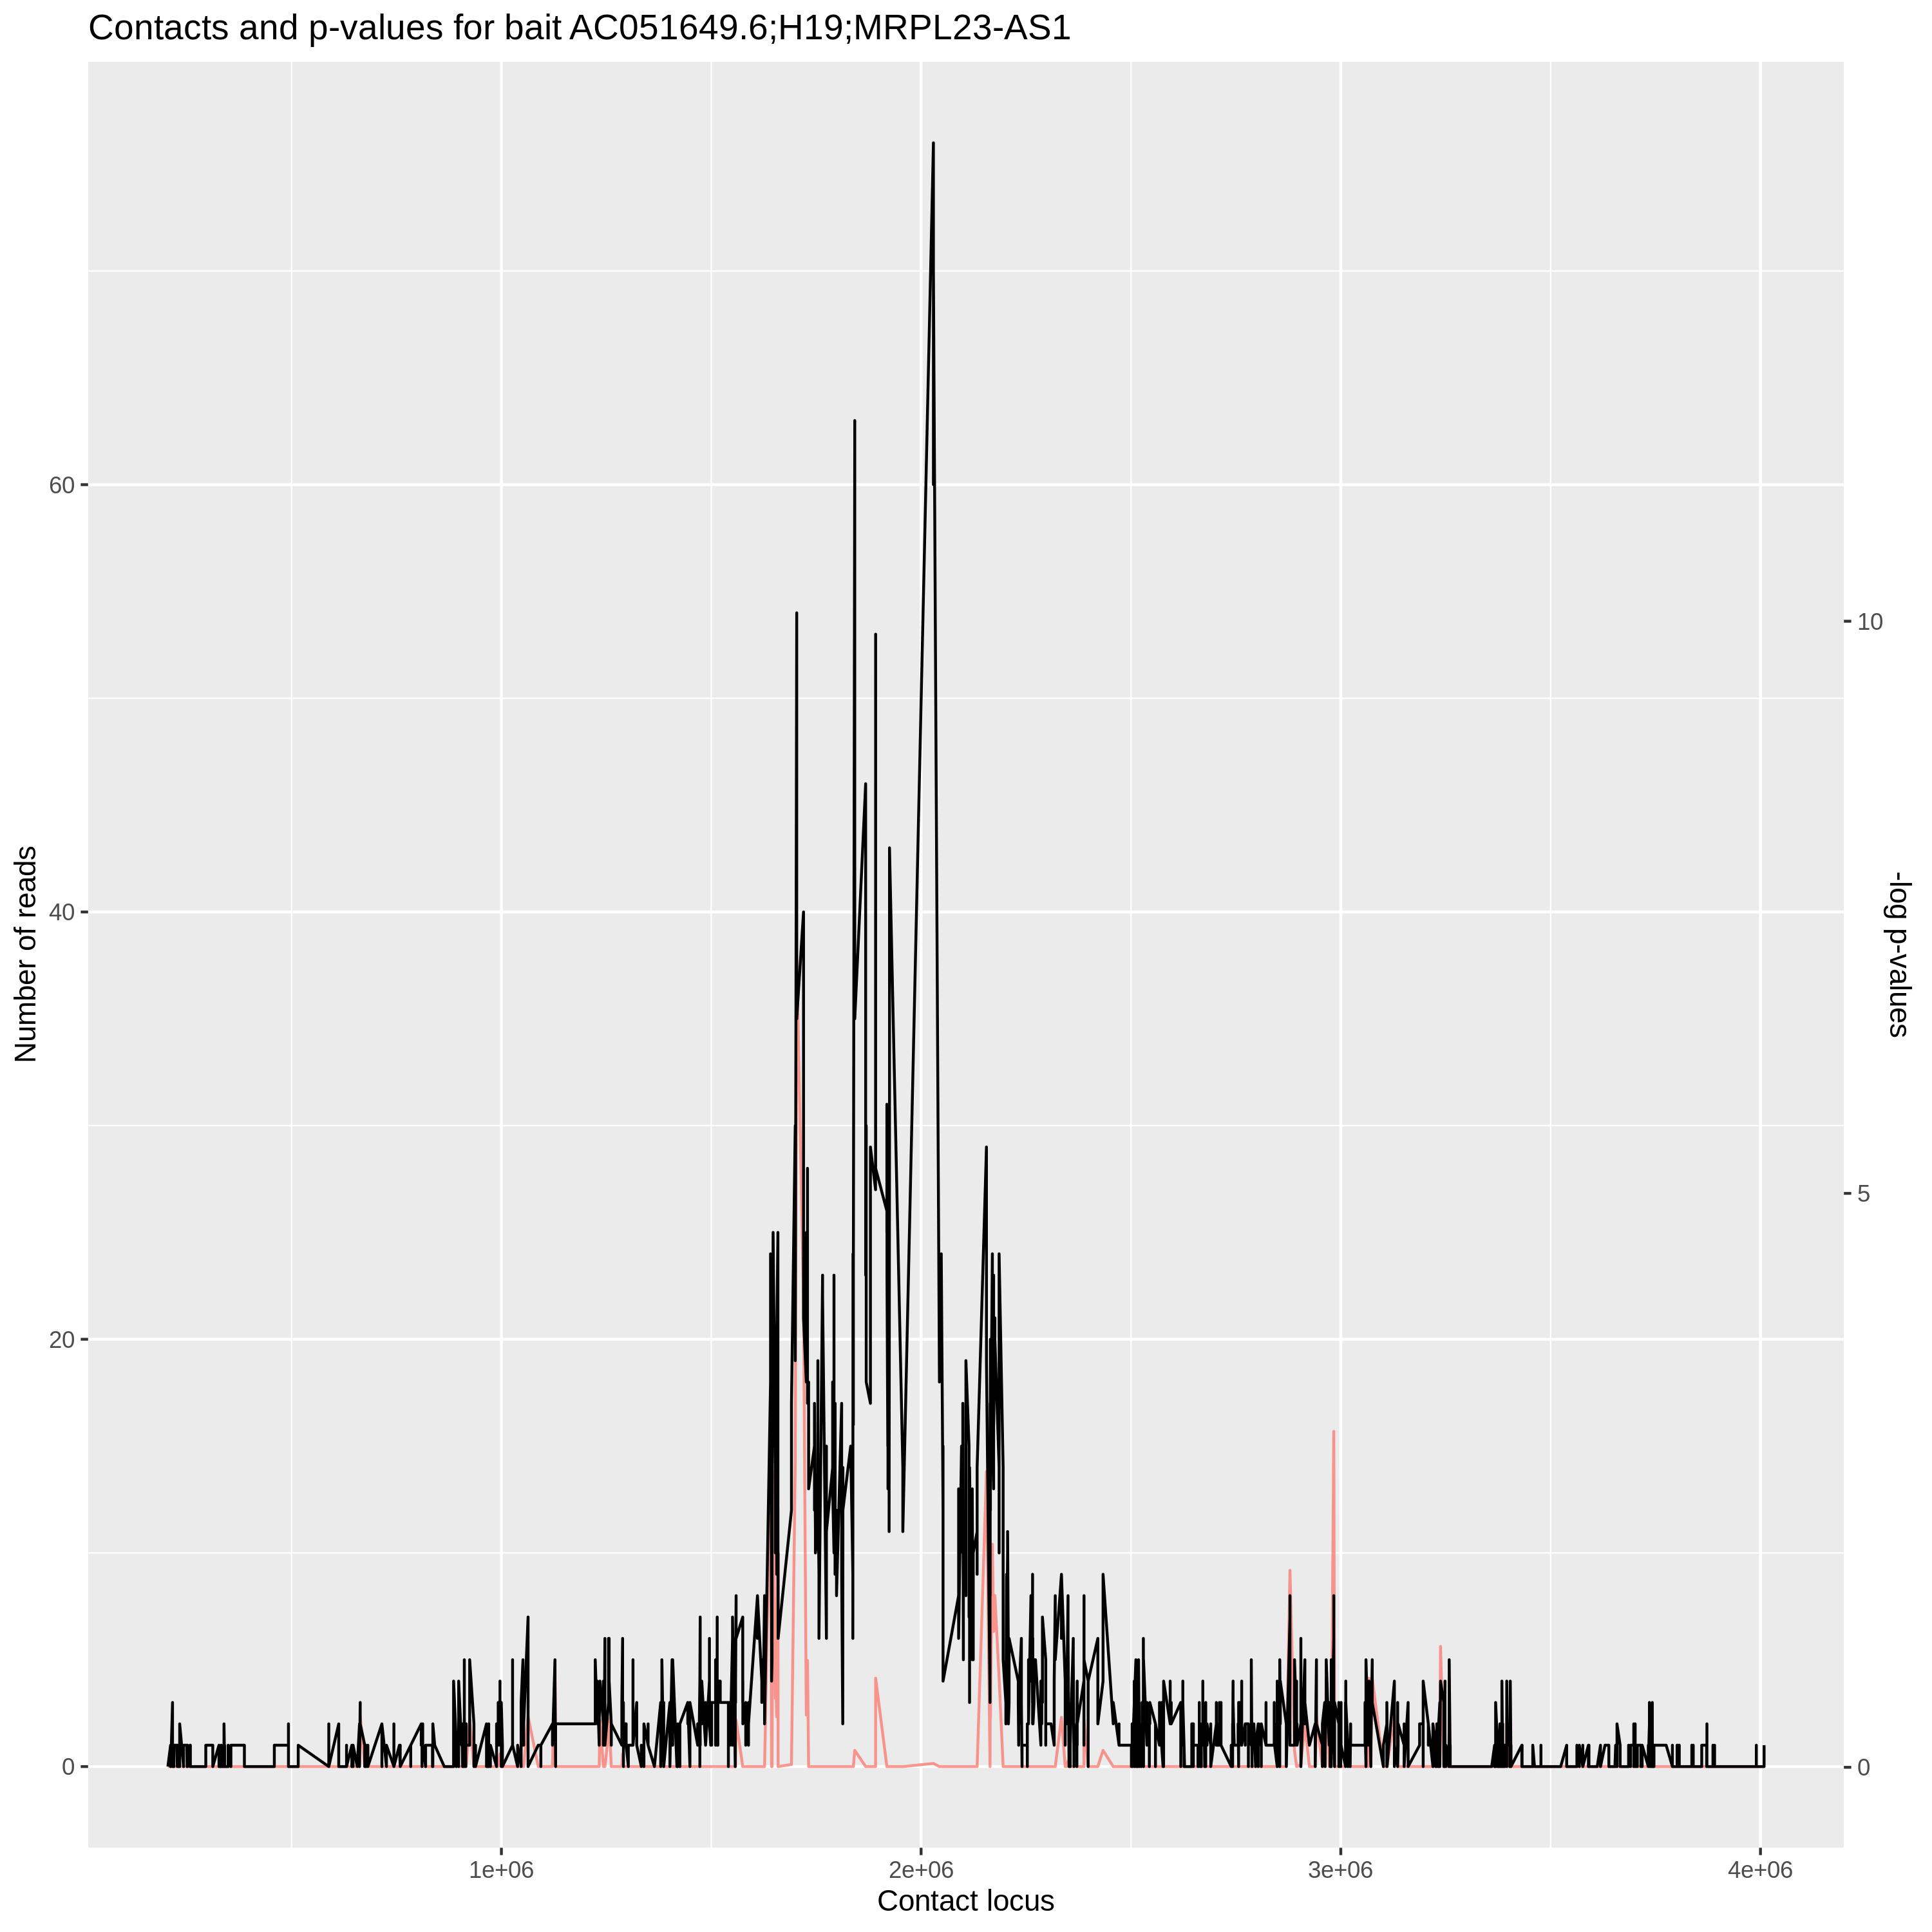 Contacts and p-values for bait AC051649.6;H19;MRPL23-AS1
Number of reads
60
40
20
0
10
5
0
-log p-values
1e+06
2e+06
3e+06
4e+06
Contact locus